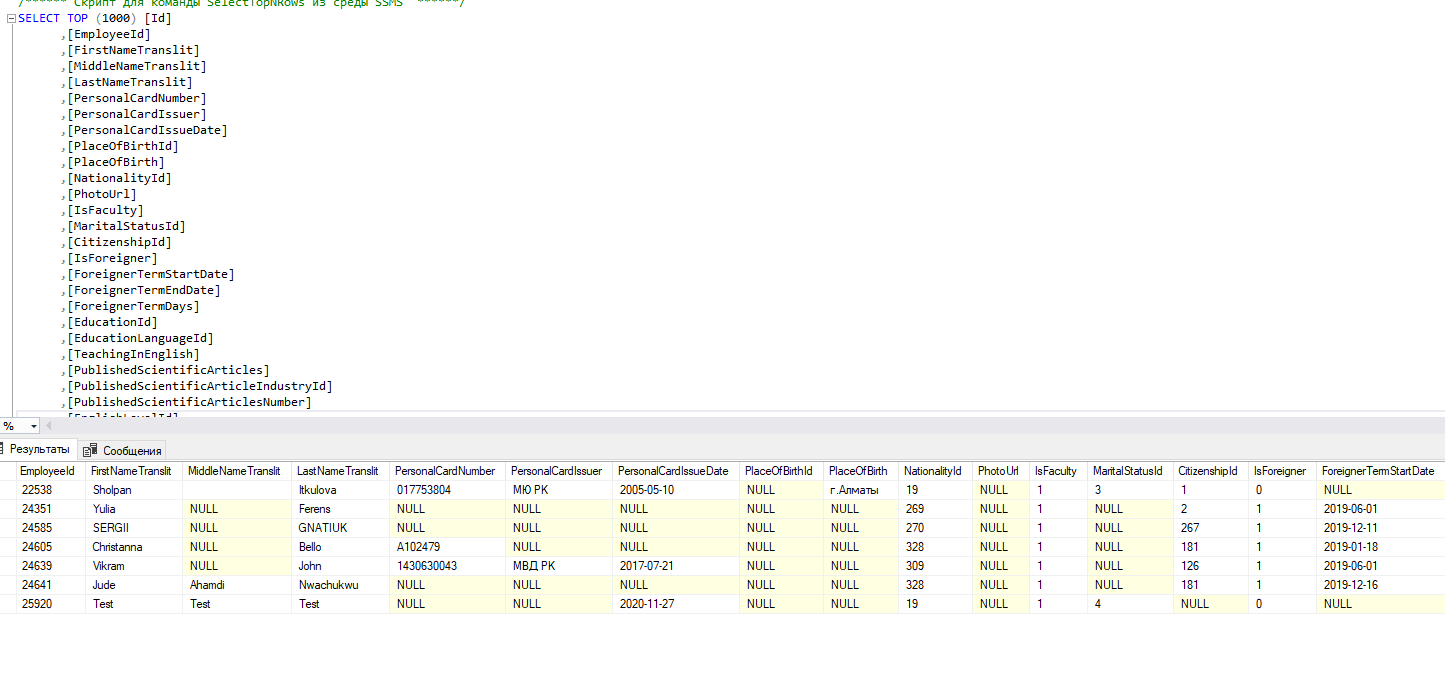 /****** Скрипт для команды SelectTopNRows из среды SSMS ******/
SELECT TOP (1000) [Id]
,[EmployeeId]
,[FirstNameTranslit]
,[MiddleNameTranslit]
,[LastNameTranslit]
,[PersonalCardNumber]
,[PersonalCardIssuer]
,[PersonalCardIssueDate]
,[PlaceOfBirthId]
,[PlaceOfBirth]
,[NationalityId]
,[PhotoUrl]
,[IsFaculty]
,[MaritalStatusId]
,[CitizenshipId]
,[IsForeigner]
,[ForeignerTermStartDate]
,[ForeignerTermEndDate]
,[ForeignerTermDays]
,[EducationId]
,[EducationLanguageId]
,[TeachingInEnglish]
,[PublishedScientificArticles]
,[PublishedScientificArticleIndustryId]
,[PublishedScientificArticlesNumber]
,[EnglishLevelId]
%
Результаты Сообщения
EmployeeId FirstNameTranslit MiddleNameTranslit LastNameTranslit PersonalCardNumber PersonalCardIssuer PersonalCardIssueDate PlaceOfBirthId PlaceOfBirth NationalityId PhotoUrl IsFaculty MaritalStatusId CitizenshipId IsForeigner ForeignerTermStartDate
22538 Sholpan Itkulova 017753804 МЮ РК 2005-05-10 NULL г.Алматы 19 NULL 1 3 1 0 NULL
24351 Yulia NULL Ferens NULL NULL NULL NULL NULL 269 NULL 1 NULL 2 1 2019-06-01
24585 SERGII NULL GNATIUK NULL NULL NULL NULL NULL 270 NULL 1 NULL 267 1 2019-12-11
24605 Christanna NULL Bello A102479 NULL NULL NULL NULL 328 NULL 1 NULL 181 1 2019-01-18
24639 Vikram NULL John 1430630043 МВД РК 2017-07-21 NULL NULL 309 NULL 1 NULL 126 1 2019-06-01
24641 Jude Ahamdi Nwachukwu NULL NULL NULL NULL NULL 328 NULL 1 NULL 181 1 2019-12-16
25920 Test Test Test NULL NULL 2020-11-27 NULL NULL 19 NULL 1 4 NULL 0 NULL